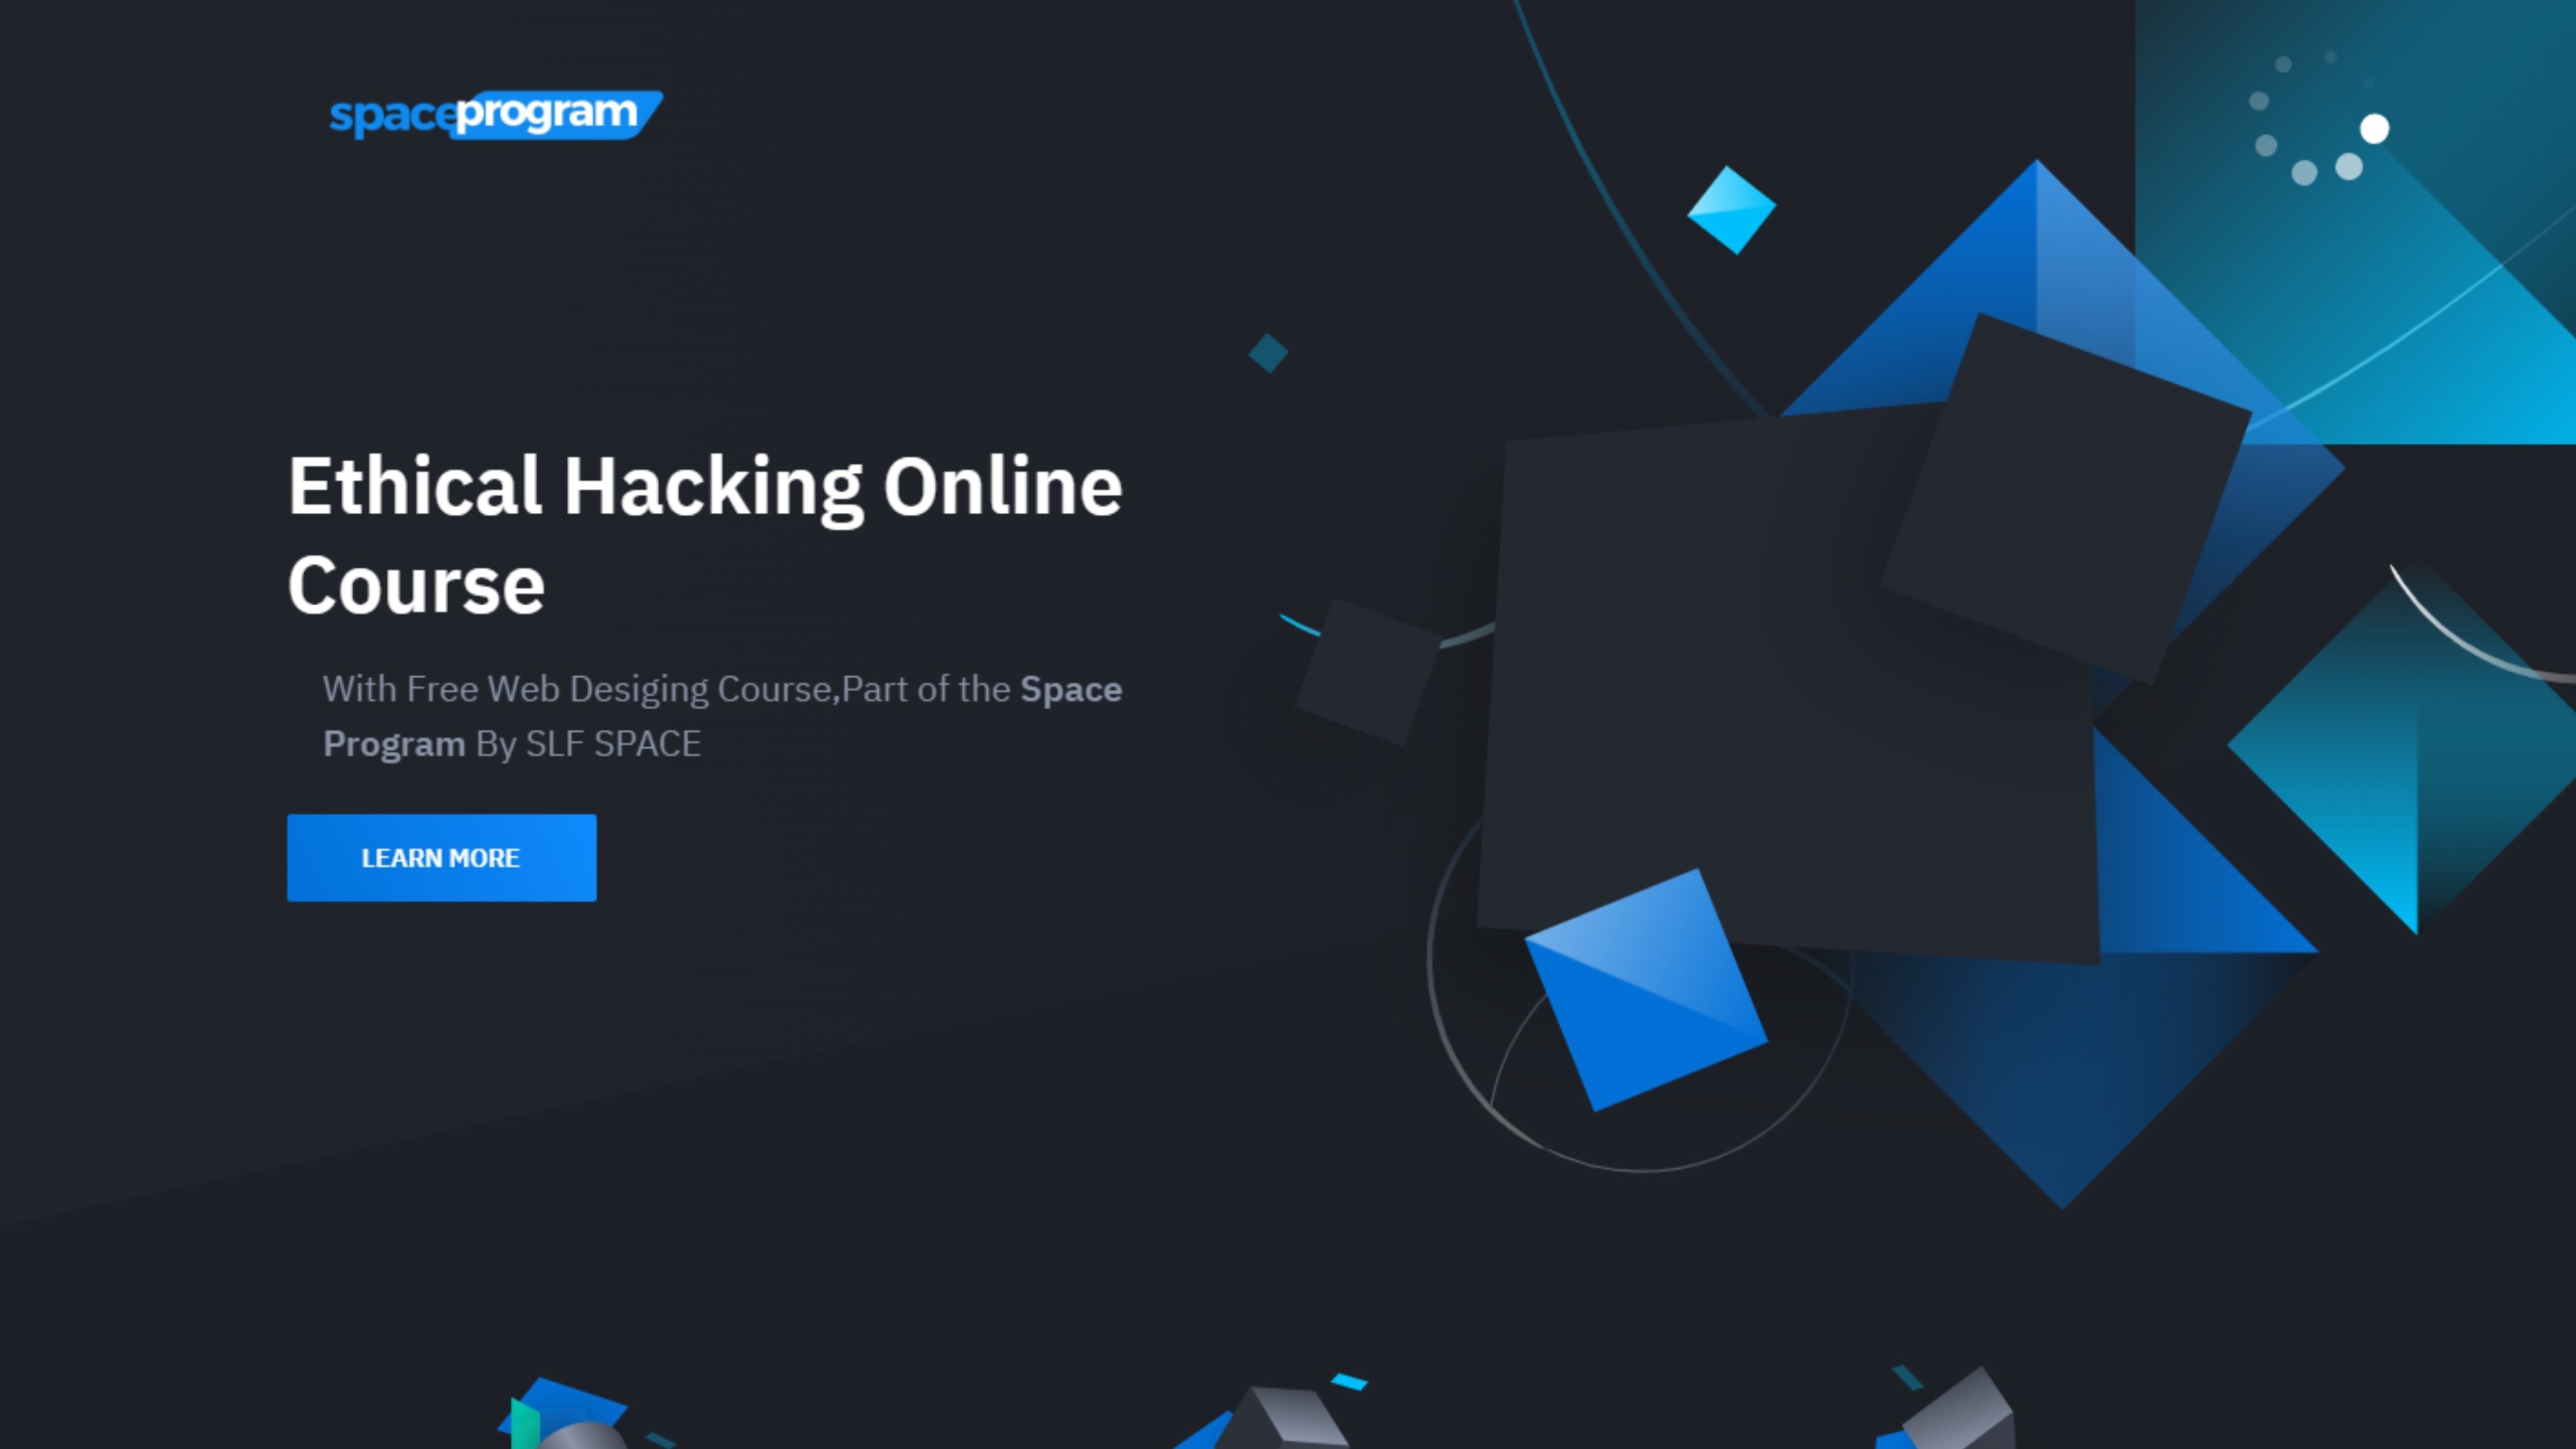 spaceprogram
Ethical Hacking Online
Course
With Free Web Desiging Course,Part of the Space
Program By SLF SPACE
LEARN MORE